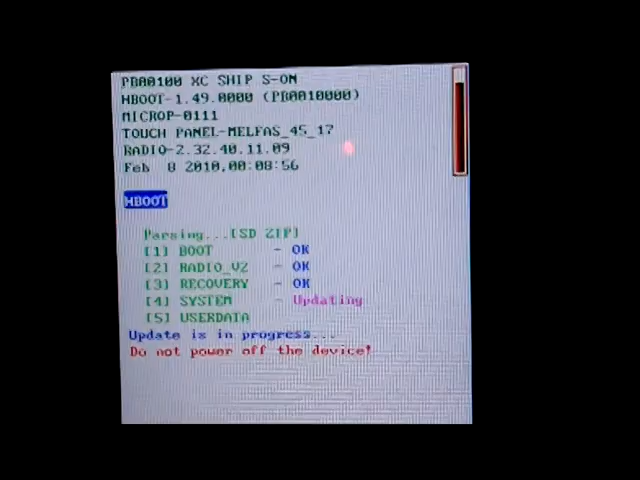 PB00100 XC SHIP S-ON
HBOOT-1.49.0000 (PB0010000)
MICROP-0111
TOUCH PANEL-MELFAS_45_17
RADIO-2.32.40.11.09
Feb 8 2010,00:08:56
HBOOT
Parsing...[SD ZIP]
[1] BOOT - OK
[2] RADIO_V2 - OK
[3] RECOVERY - OK
[4] SYSTEM - Updating
[5] USERDATA
Update is in progress...
Do not power off the device!